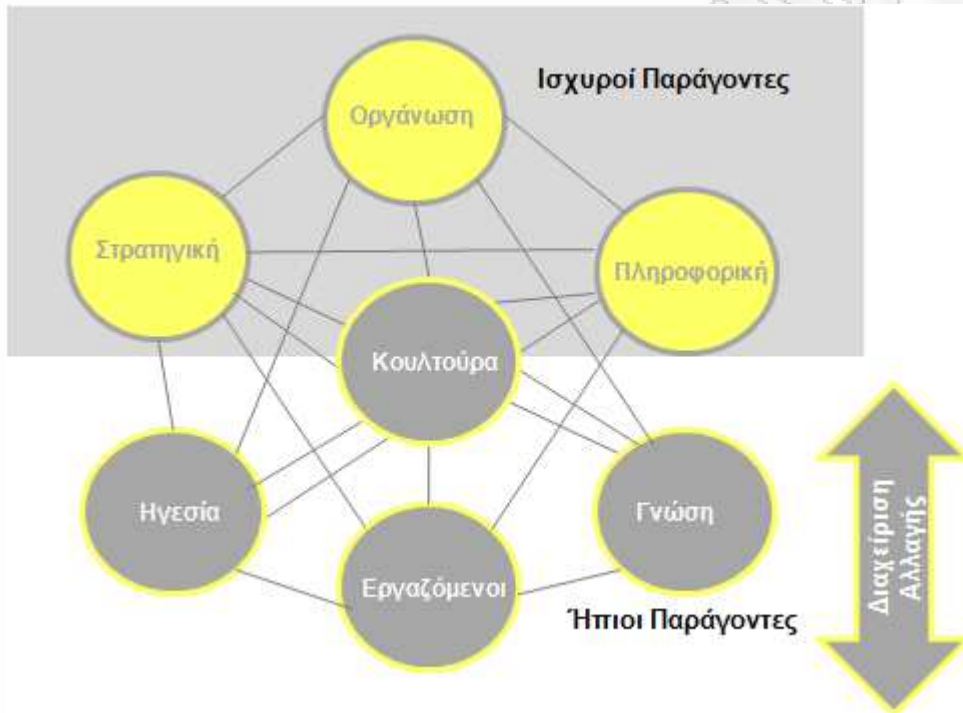 Ισχυροί Παράγοντες
Οργάνωση
Στρατηγική
Πληροφορική
Κουλτούρα
Ηγεσία
Γνώση
Εργαζόμενοι
Ήπιοι Παράγοντες
Διαχείριση
Αλλαγής